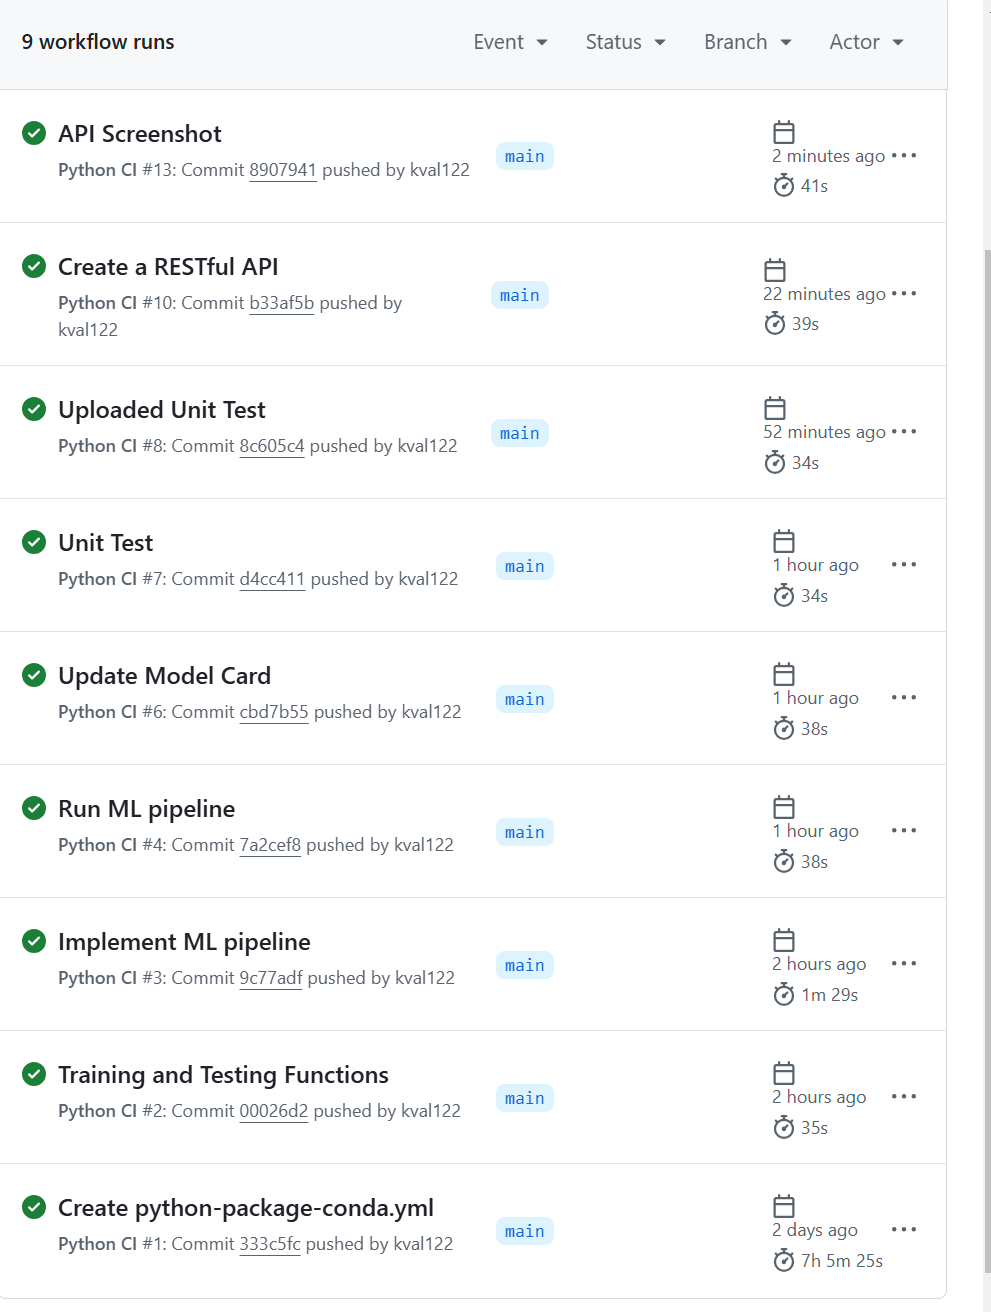 9 workflow runs
Event Status Branch Actor
API Screenshot
Python CI #13: Commit 8907941 pushed by kval122
main
2 minutes ago
41s
Create a RESTful API
Python CI #10: Commit b33af5b pushed by
kval122
main
22 minutes ago
39s
Uploaded Unit Test
Python CI #8: Commit 8c605c4 pushed by kval122
main
52 minutes ago
34s
Unit Test
Python CI #7: Commit d4cc411 pushed by kval122
main
1 hour ago
34s
Update Model Card
Python CI #6: Commit cbd7b55 pushed by kval122
main
1 hour ago
38s
Run ML pipeline
Python CI #4: Commit 7a2cef8 pushed by kval122
main
1 hour ago
38s
Implement ML pipeline
Python CI #3: Commit 9c77adf pushed by kval122
main
2 hours ago
1m 29s
Training and Testing Functions
Python CI #2: Commit 00026d2 pushed by kval122
main
2 hours ago
35s
Create python-package-conda.yml
Python CI #1: Commit 333c5fc pushed by kval122
main
2 days ago
7h 5m 25s